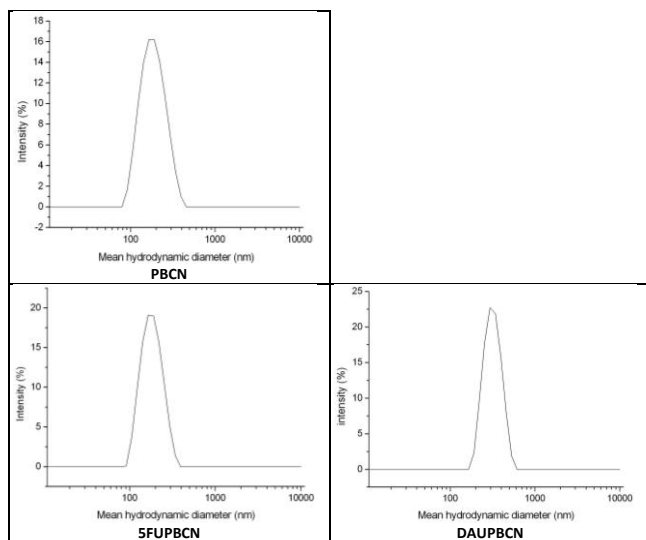 18
16
14
12
10
8
6
4
2
0
-2
Intensity (%)
100 1000 10000
Mean hydrodynamic diameter (nm)
PBCN
20
15
10
5
0
Intensity (%)
100 1000 10000
Mean hydrodynamic diameter (nm)
5FUPBCN
25
20
15
10
5
0
intensity (%)
100 1000 10000
Mean hydrodynamic diameter (nm)
DAUPBCN